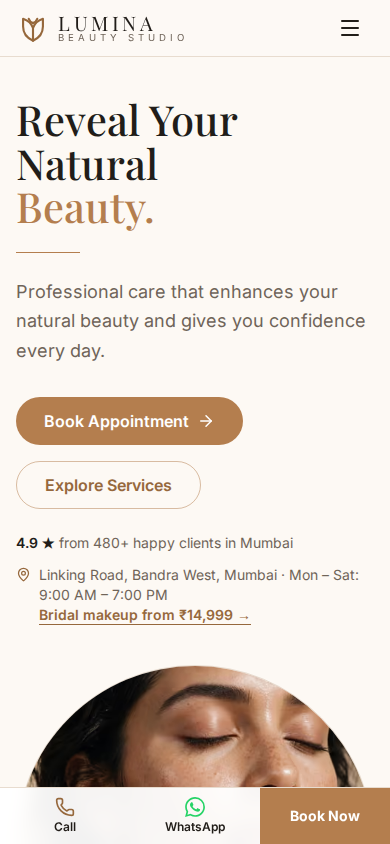 LUMINA
BEAUTY STUDIO
Reveal Your
Natural
Beauty.
Professional care that enhances your
natural beauty and gives you confidence
every day.
Book Appointment →
Explore Services
4.9 ★ from 480+ happy clients in Mumbai
Linking Road, Bandra West, Mumbai · Mon – Sat:
9:00 AM – 7:00 PM
Bridal makeup from ₹14,999 →
Call
WhatsApp
Book Now